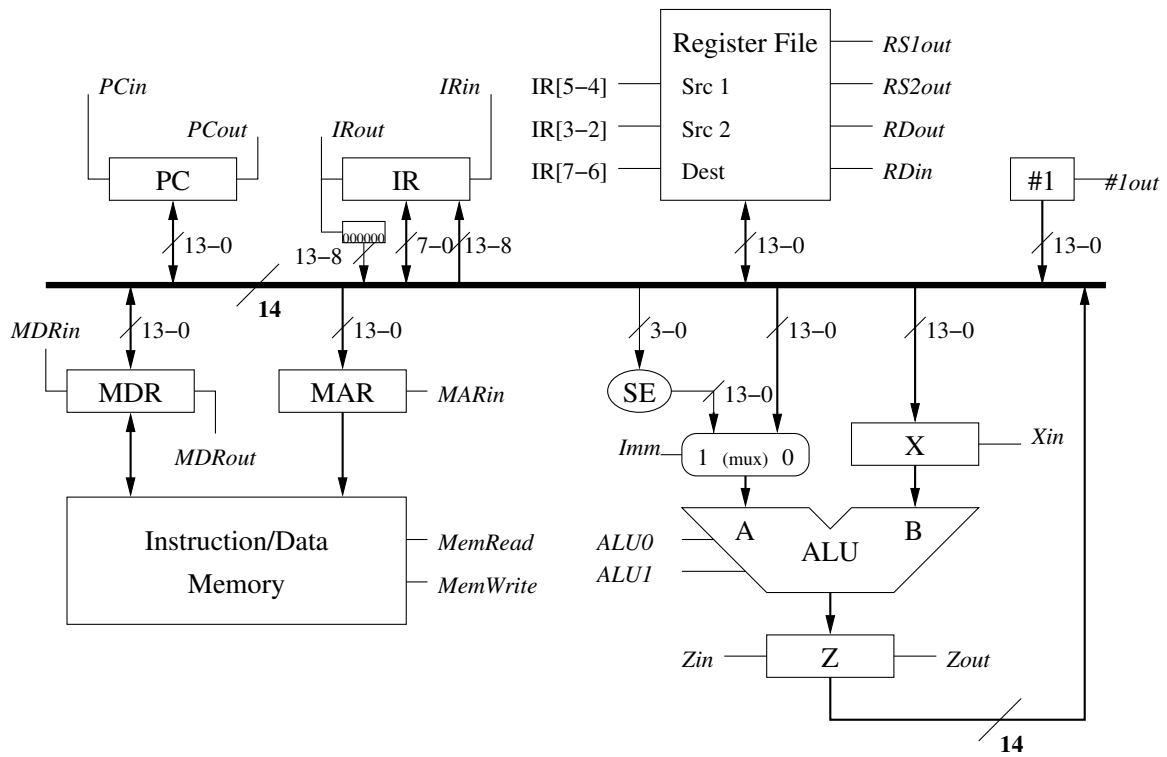 Register File
RS1out
PCin
IRin
IR[5−4]
Src 1
RS2out
PCout
IRout
IR[3−2]
Src 2
RDout
PC
IR
IR[7−6]
Dest
RDin
#1
#1out
000000
13−0
13−8
7−0
13−8
13−0
13−0
14
MDRin
13−0
13−0
3−0
13−0
13−0
MDR
MAR
MARin
SE
13−0
MDRout
Imm
1 (mux) 0
X
Xin
Instruction/Data
Memory
MemRead
MemWrite
ALU0
ALU1
A
B
ALU
Zin
Z
Zout
14